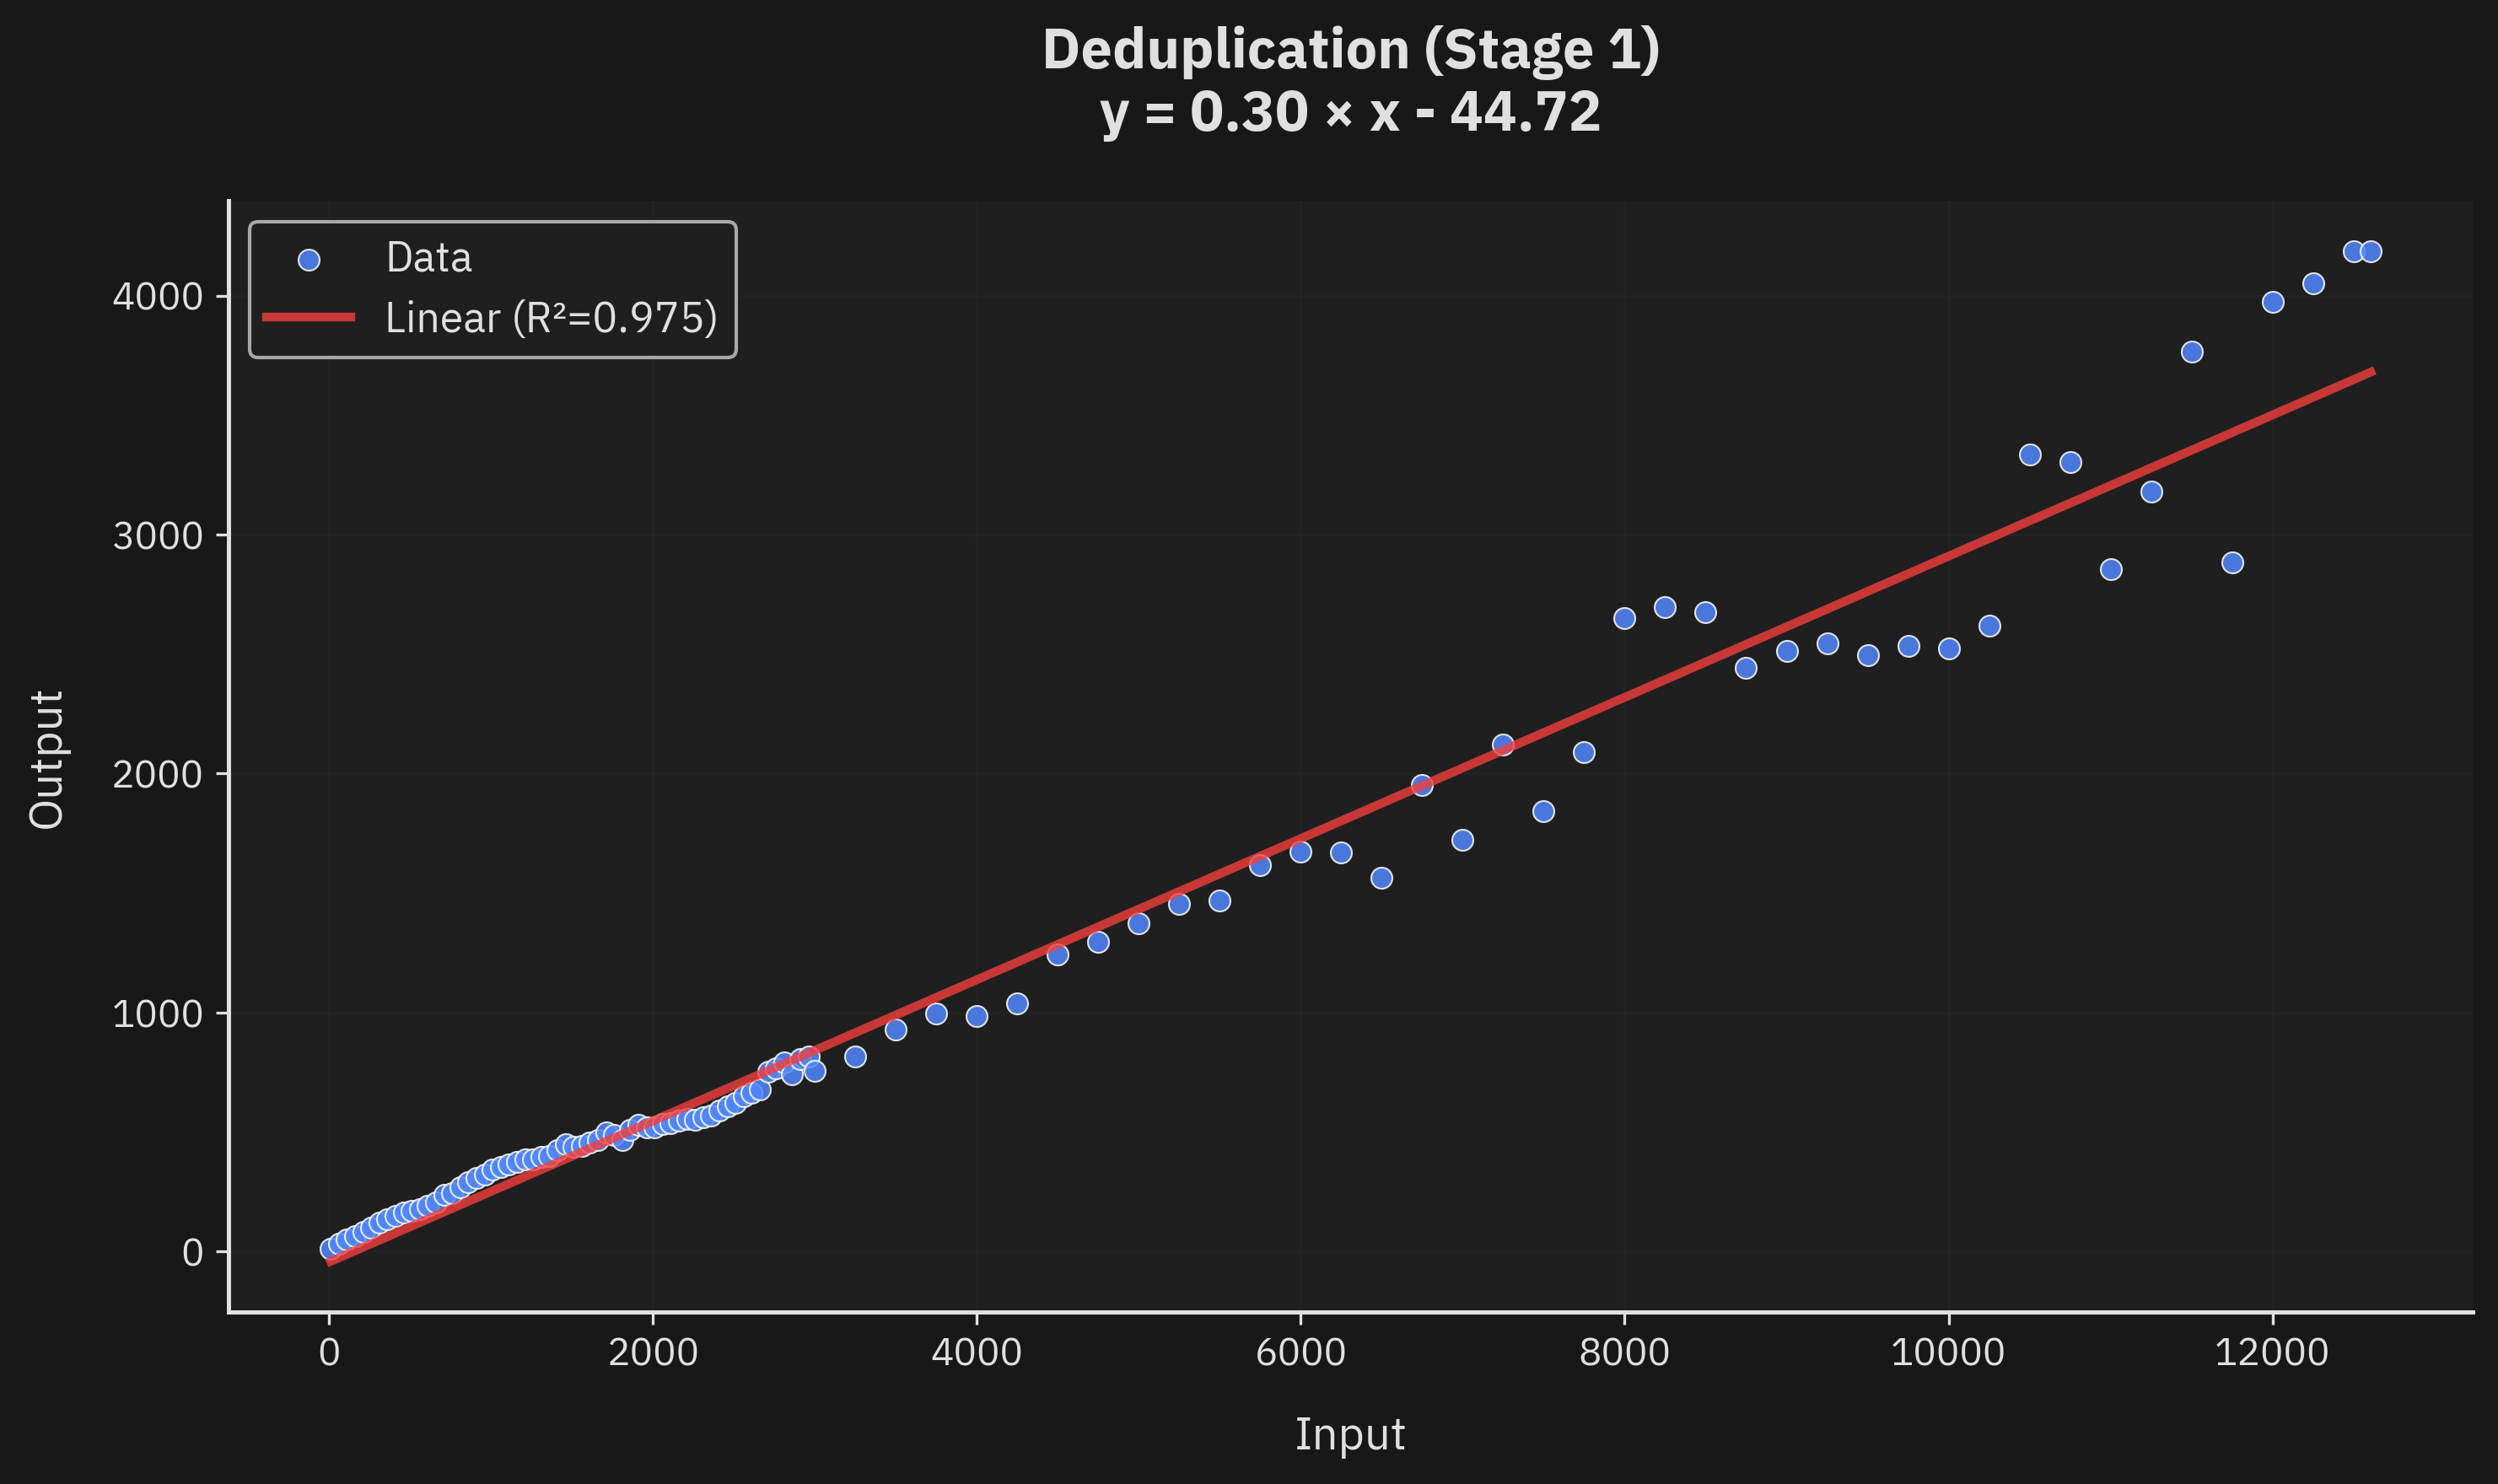 Deduplication (Stage 1)
y = 0.30 × x - 44.72
Data
Linear (R²=0.975)
4000
3000
2000
1000
0
Output
0
2000
4000
6000
8000
10000
12000
Input